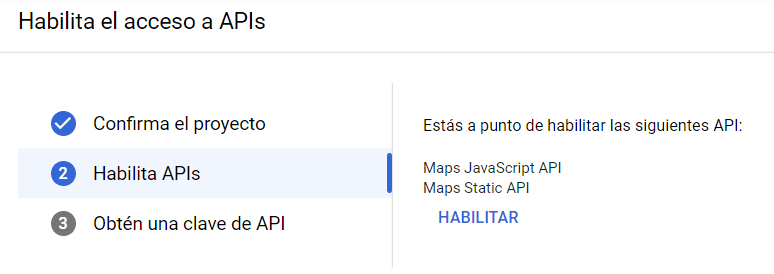 Habilita el acceso a APIs
Confirma el proyecto
2 Habilita APIs
3 Obtén una clave de API
Estás a punto de habilitar las siguientes API:
Maps JavaScript API
Maps Static API
HABILITAR